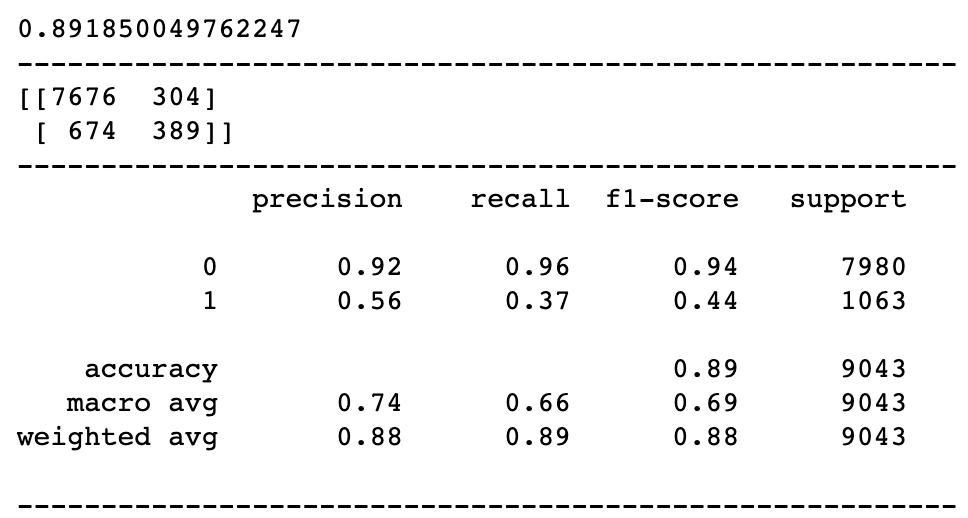 0.891850049762247
---------------------------------------------------------
[[7676  304]
 [ 674  389]]
---------------------------------------------------------
              precision    recall  f1-score   support

           0       0.92      0.96      0.94      7980
           1       0.56      0.37      0.44      1063

    accuracy                           0.89      9043
   macro avg       0.74      0.66      0.69      9043
weighted avg       0.88      0.89      0.88      9043

---------------------------------------------------------